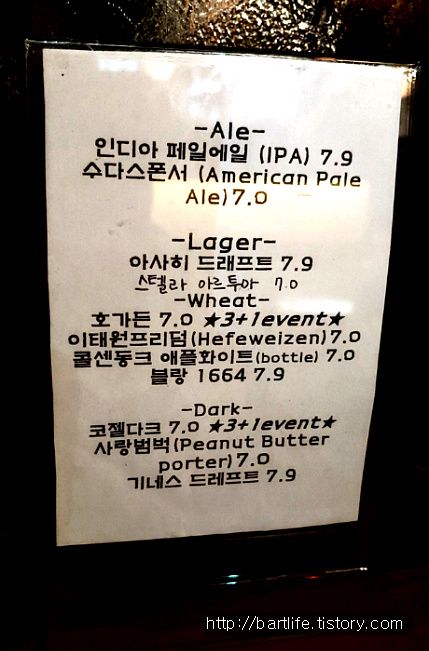 -Ale-
인디아 페일에일 (IPA) 7.9
수다스폰서 (American Pale
Ale)7.0
-Lager-
아사히 드래프트 7.9
스텔라 아르투아 7.0
-Wheat-
호가든 7.0 ★3+1event★
이태원프리덤(Hefeweizen)7.0
콜센동크 애플화이트(bottle) 7.0
블랑 1664 7.9
-Dark-
코젤다크 7.0 ★3+1event★
사랑범벅(Peanut Butter
porter)7.0
기네스 드레프트 7.9
http://bartlife.tistory.com